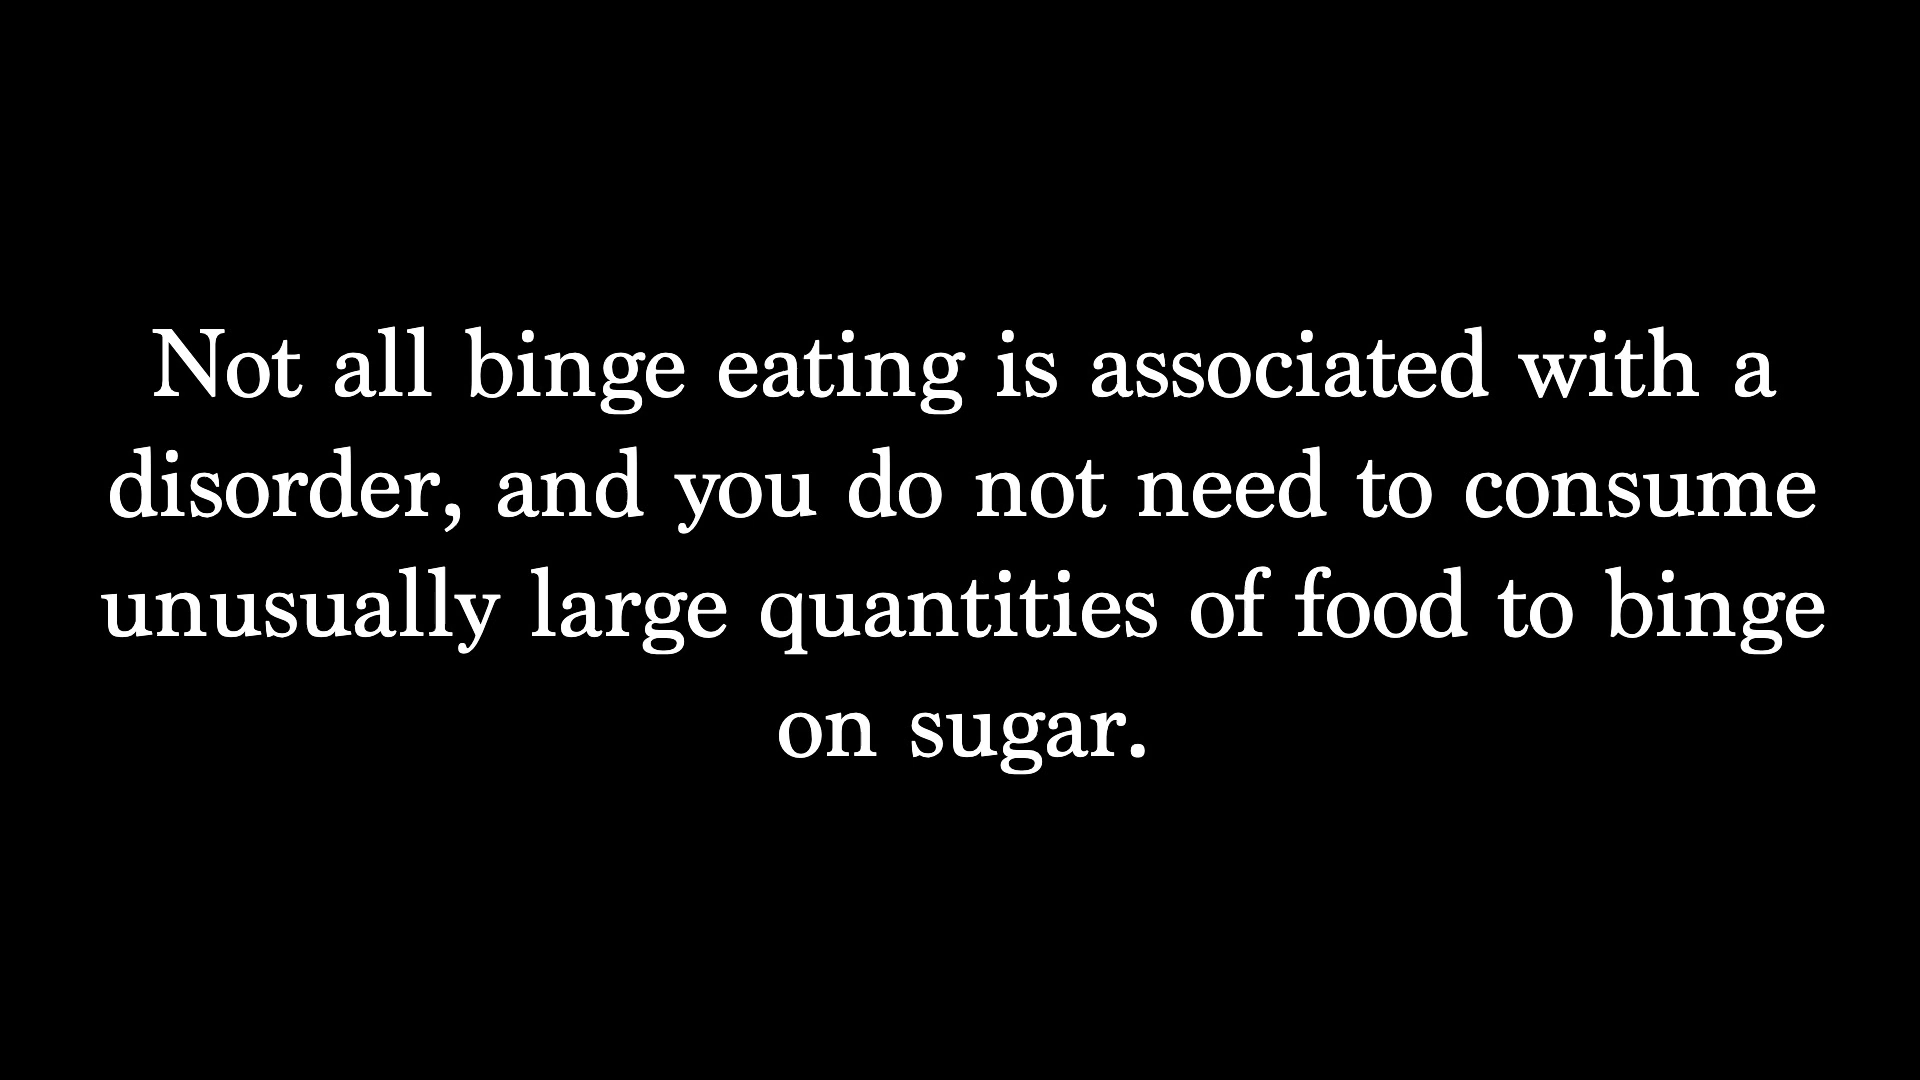 Not all binge eating is associated with a
disorder, and you do not need to consume
unusually large quantities of food to binge
on sugar.